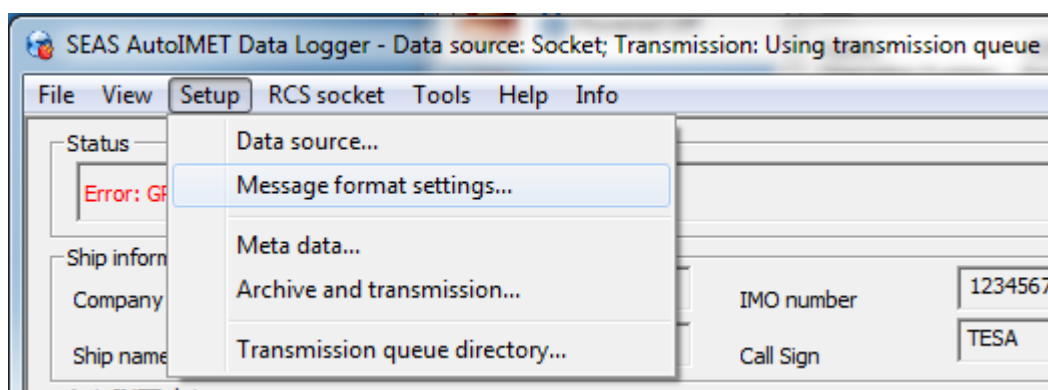 SEAS AutoIMET Data Logger - Data source: Socket; Transmission: Using transmission queue
File View Setup RCS socket Tools Help Info
Status
Data source...
Message format settings...
Error:
Meta data...
Ship
Archive and transmission...
Company
IMO number 1234567
Transmission queue directory...
Ship name
Call Sign TESA